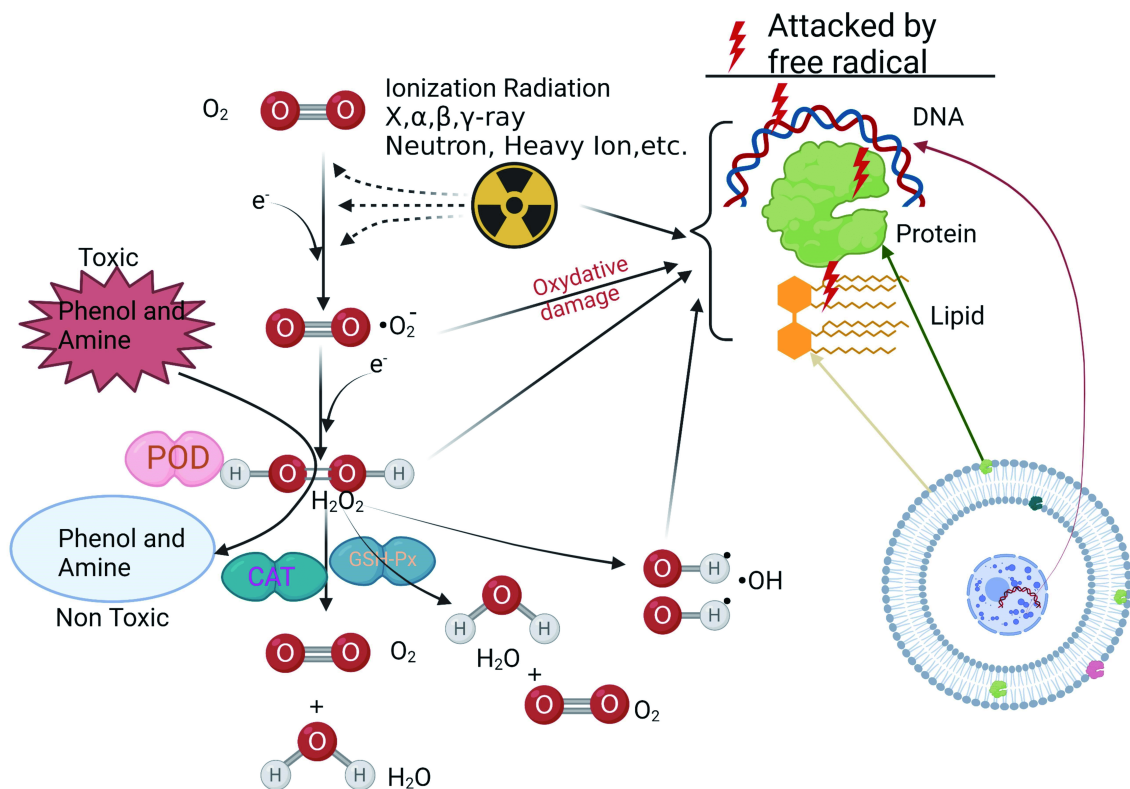 Attacked by
free radical
Ionization Radiation
X,α,β,γ-ray
Neutron, Heavy Ion,etc.
O₂
O O
DNA
e⁻
Protein
Toxic
Phenol and
Amine
Oxydative
damage
O O
•O₂⁻
Lipid
e⁻
POD
H O O H
H₂O₂
Phenol and
Amine
CAT
GSH-Px
Non Toxic
O H
•OH
O H
O
H H
H₂O
O O
O₂
+
O O
O₂
+
O
H H
H₂O